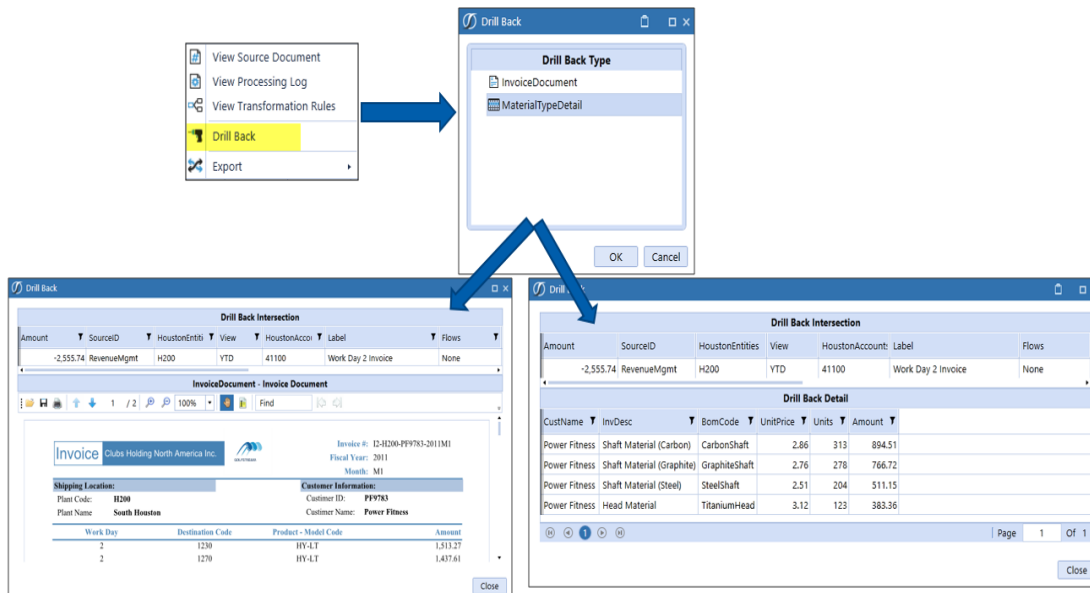 View Source Document
View Processing Log
View Transformation Rules
Drill Back
Export
Drill Back
Drill Back Type
InvoiceDocument
MaterialTypeDetail
OK Cancel
Drill Back
Drill Back Intersection
Amount SourceID HoustonEntiti View HoustonAccou Label Flows
-2,555.74 RevenueMgmt H200 YTD 41100 Work Day 2 Invoice None
InvoiceDocument - Invoice Document
1 / 2 100% Find
Invoice Clubs Holding North America Inc.
Invoice #: I2-H200-PF9783-2011M1
Fiscal Year: 2011
Month: M1
Shipping Location: Customer Information:
Plant Code: H200 Custimer ID: PF9783
Plant Name South Houston Custimer Name: Power Fitness
Work Day Destination Code Product - Model Code Amount
2 1230 HY-LT 1,513.27
2 1270 HY-LT 1,437.61
Close
Drill
Drill Back Intersection
Amount SourceID HoustonEntities View HoustonAccounts Label Flows
-2,555.74 RevenueMgmt H200 YTD 41100 Work Day 2 Invoice None
Drill Back Detail
CustName InvDesc BomCode UnitPrice Units Amount
Power Fitness Shaft Material (Carbon) CarbonShaft 2.86 313 894.51
Power Fitness Shaft Material (Graphite) GraphiteShaft 2.76 278 766.72
Power Fitness Shaft Material (Steel) SteelShaft 2.51 204 511.15
Power Fitness Head Material TitaniumHead 3.12 123 383.36
1 Page 1 Of 1
Close